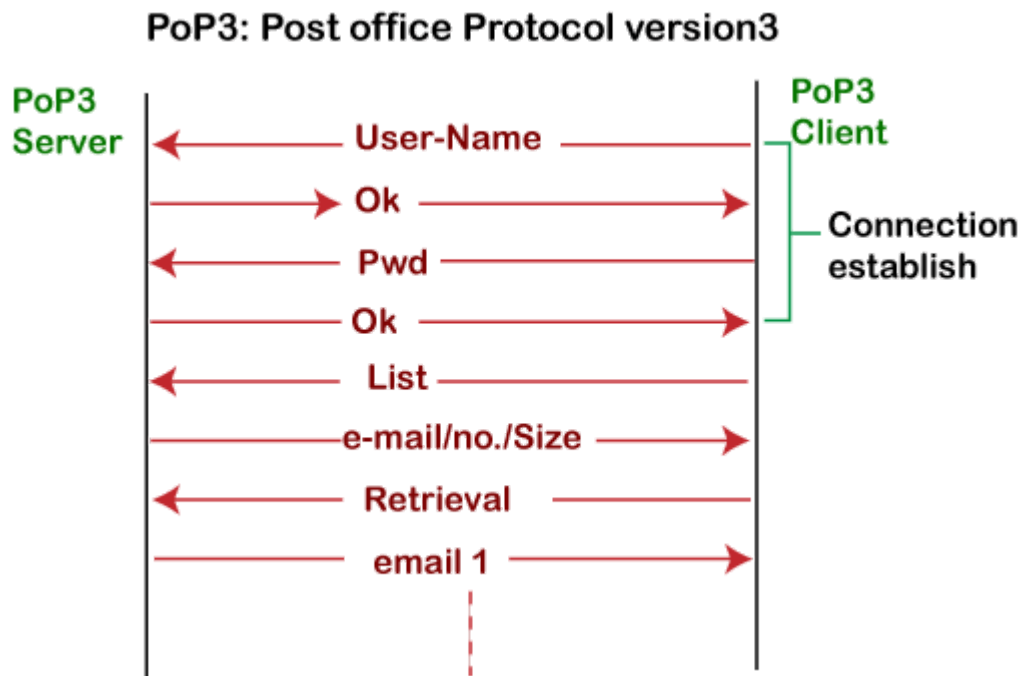 PoP3: Post office Protocol version3
PoP3
Server
PoP3
Client
User-Name
Ok
Pwd
Ok
Connection
establish
List
e-mail/no./Size
Retrieval
email 1